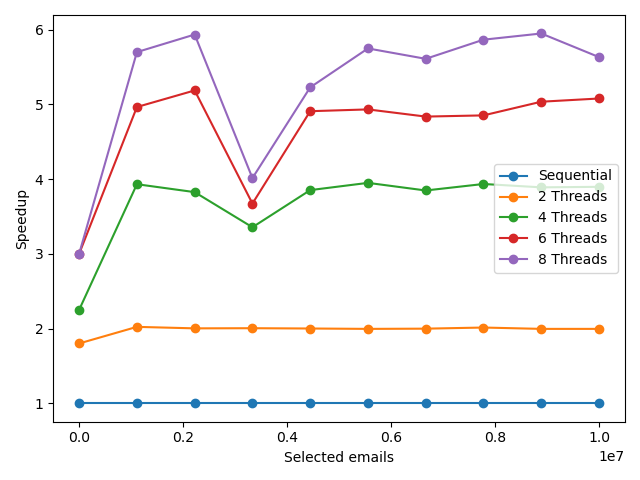 6
5
4
3
2
1
Speedup
Sequential
2 Threads
4 Threads
6 Threads
8 Threads
0.0 0.2 0.4 0.6 0.8 1.0
1e7
Selected emails